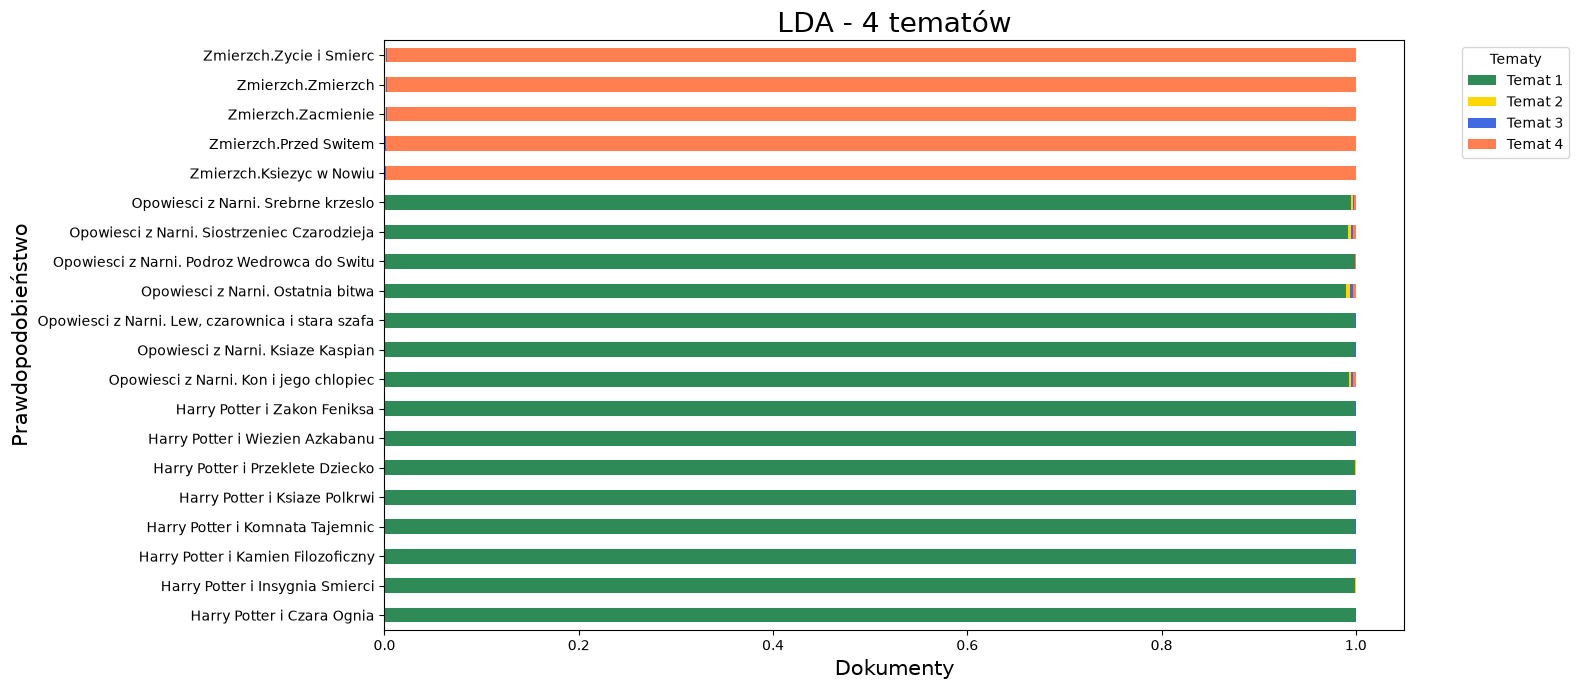 LDA - 4 tematów
Zmierzch.Zycie i Smierc
Zmierzch.Zmierzch
Zmierzch.Zacmienie
Zmierzch.Przed Switem
Zmierzch.Ksiezyc w Nowiu
Opowiesci z Narni. Srebrne krzeslo
Opowiesci z Narni. Siostrzeniec Czarodzieja
Opowiesci z Narni. Podroz Wedrowca do Switu
Opowiesci z Narni. Ostatnia bitwa
Opowiesci z Narni. Lew, czarownica i stara szafa
Opowiesci z Narni. Ksiaze Kaspian
Opowiesci z Narni. Kon i jego chlopiec
Harry Potter i Zakon Feniksa
Harry Potter i Wiezien Azkabanu
Harry Potter i Przeklete Dziecko
Harry Potter i Ksiaze Polkrwi
Harry Potter i Komnata Tajemnic
Harry Potter i Kamien Filozoficzny
Harry Potter i Insygnia Smierci
Harry Potter i Czara Ognia
Prawdopodobieństwo
0.0 0.2 0.4 0.6 0.8 1.0
Dokumenty
Tematy
Temat 1
Temat 2
Temat 3
Temat 4